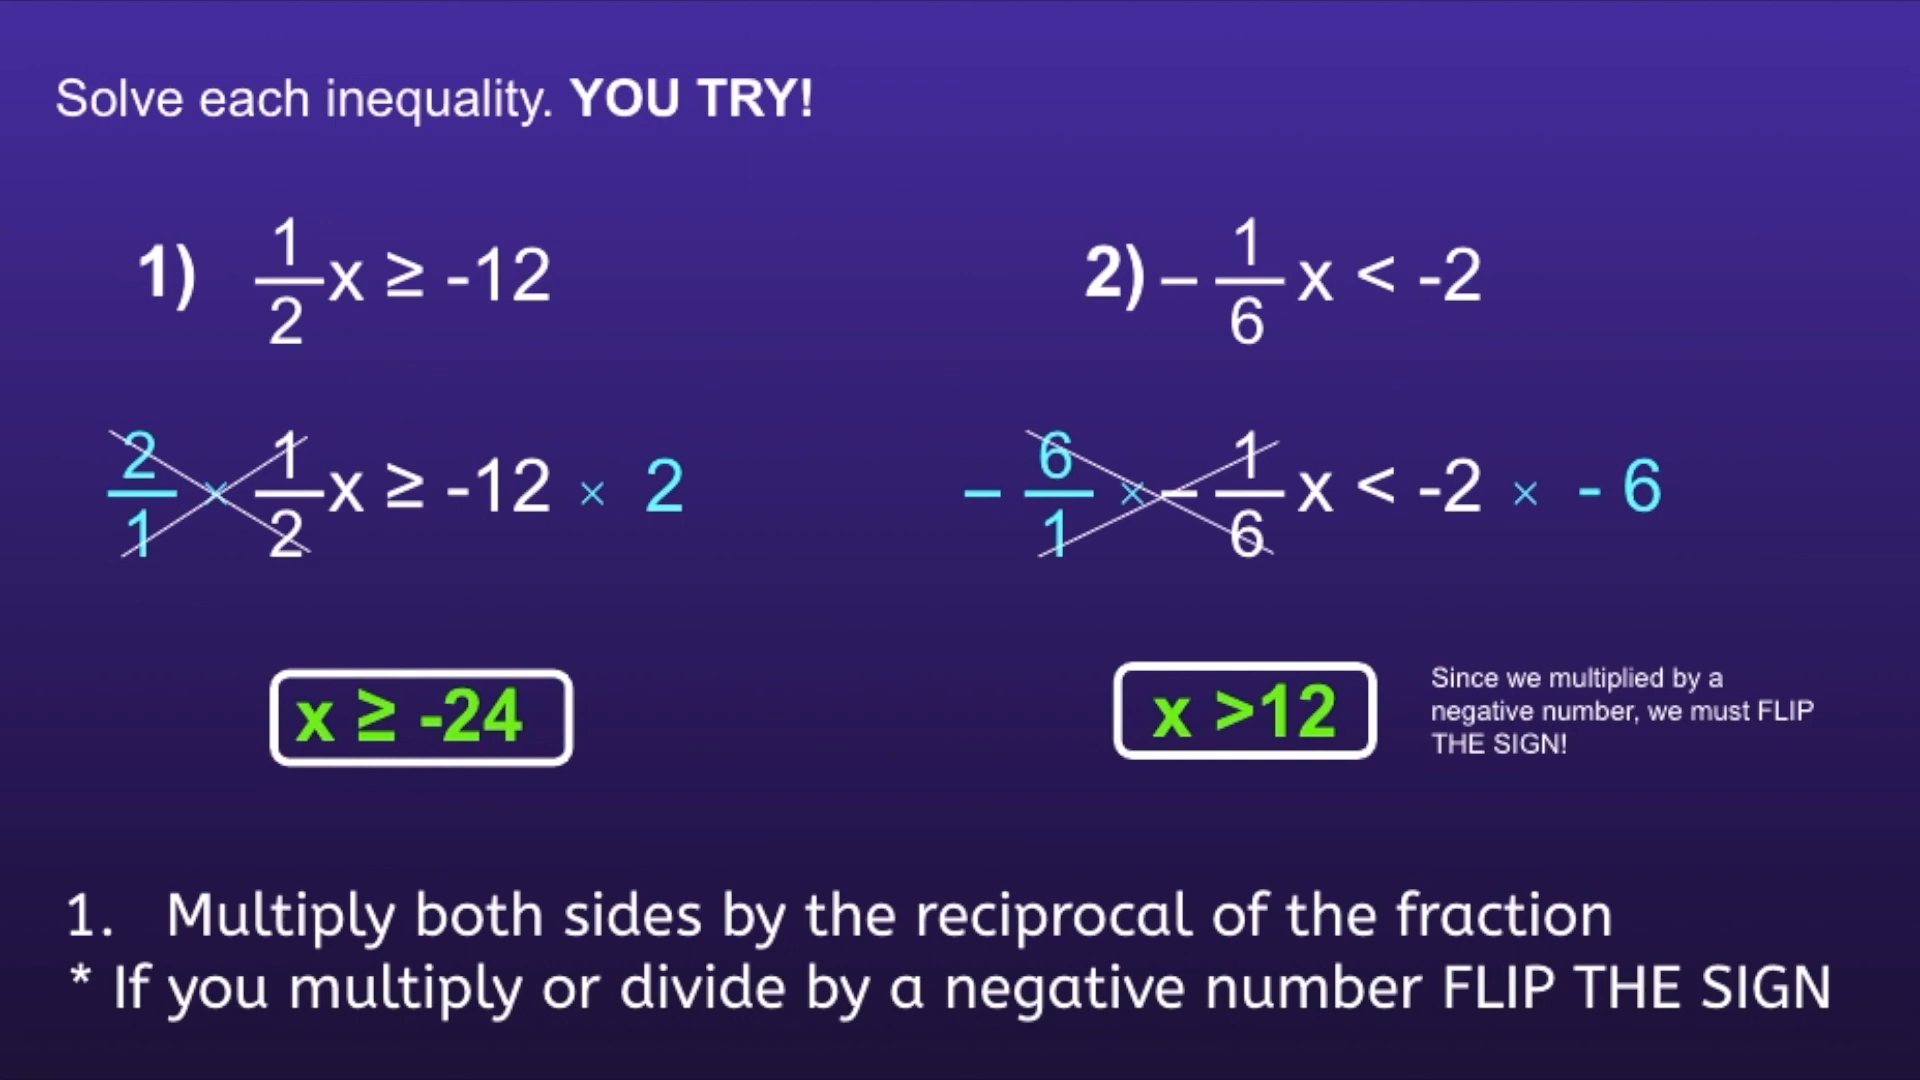 Solve each inequality. YOU TRY!
1) 1/2 x ≥ -12
2) - 1/6 x < -2
2/1 × 1/2 x ≥ -12 × 2
- 6/1 × - 1/6 x < -2 × - 6
x ≥ -24
x >12
Since we multiplied by a
negative number, we must FLIP
THE SIGN!
1. Multiply both sides by the reciprocal of the fraction
* If you multiply or divide by a negative number FLIP THE SIGN